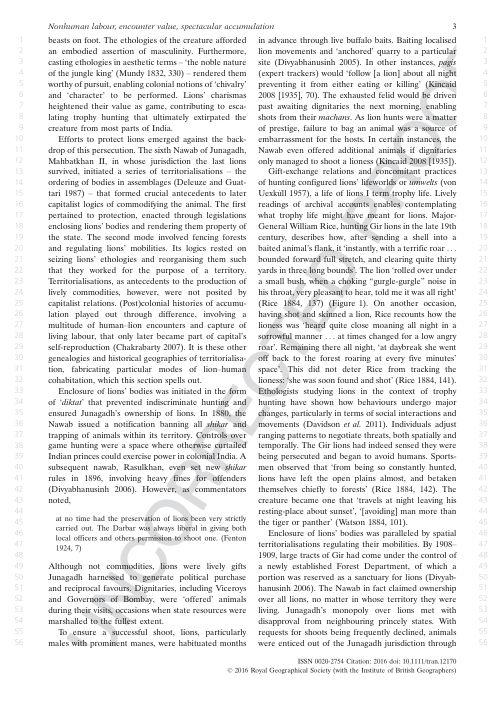 Nonhuman labour, encounter value, spectacular accumulation 3
beasts on foot. The ethologies of the creature afforded
an embodied assertion of masculinity. Furthermore,
casting ethologies in aesthetic terms – 'the noble nature
of the jungle king' (Mundy 1832, 330) – rendered them
worthy of pursuit, enabling colonial notions of 'chivalry'
and 'character' to be performed. Lion's charismas
heightened their value as game, contributing to esca-
lating trophy hunting that ultimately extirpated the
creature from most parts of India.
Efforts to protect lions emerged against the back-
drop of this persecution. The sixth Nawab of Junagadh,
Mahbatkhan II, in whose jurisdiction the last lions
survived, initiated a series of territorialisations – the
ordering of bodies in assemblages (Deleuze and Guat-
tari 1987) – that formed crucial antecedents to later
capitalist logics of commodifying the animal. The first
pertained to protection, enacted through legislations
enclosing lions' bodies and rendering them property of
the state. The second mode involved fencing forests
and regulating lions' mobilities. Its logics rested on
seizing lions' ethologies and reorganising them such
that they worked for the purpose of a territory.
Territorialisations, as antecedents to the production of
lively commodities, however, were not posited by
capitalist relations. (Post)colonial histories of accumu-
lation played out through difference, involving a
multitude of human–lion encounters and capture of
living labour, that only later became part of capital's
self-reproduction (Chakrabarty 2007). It is these other
genealogies and historical geographies of territorialisa-
tion, fabricating particular modes of lion–human
cohabitation, which this section spells out.
Enclosure of lions' bodies was initiated in the form
of 'diktat' that prevented indiscriminate hunting and
ensured Junagadh's ownership of lions. In 1880, the
Nawab issued a notification banning all shikar and
trapping of animals within its territory. Controls over
game hunting were a space where otherwise curtailed
Indian princes could exercise power in colonial India. A
subsequent nawab, Rasulkhan, even set new shikar
rules in 1896, involving heavy fines for offenders
(Divyabhanusinh 2006). However, as commentators
noted,
at no time had the preservation of lions been very strictly
carried out. The Darbar was always liberal in giving both
local officers and others permission to shoot one. (Fenton
1924, 7)
Although not commodities, lions were lively gifts
Junagadh harnessed to generate political purchase
and reciprocal favours. Dignitaries, including Viceroys
and Governors of Bombay, were 'offered' animals
during their visits, occasions when state resources were
marshalled to the fullest extent.
To ensure a successful shoot, lions, particularly
males with prominent manes, were habituated months
in advance through live buffalo baits. Baiting localised
lion movements and 'anchored' quarry to a particular
site (Divyabhanusinh 2005). In other instances, pagis
(expert trackers) would 'follow [a lion] about all night
preventing it from either eating or killing' (Kincaid
2008 [1935], 70). The exhausted felid would be driven
past awaiting dignitaries the next morning, enabling
shots from their machans. As lion hunts were a matter
of prestige, failure to bag an animal was a source of
embarrassment for the hosts. In certain instances, the
Nawab even offered additional animals if dignitaries
only managed to shoot a lioness (Kincaid 2008 [1935]).
Gift-exchange relations and concomitant practices
of hunting configured lions' lifeworlds or umwelts (von
Uexkull 1957), a life of lions I term trophy life. Lively
readings of archival accounts enables contemplating
what trophy life might have meant for lions. Major-
General William Rice, hunting Gir lions in the late 19th
century, describes how, after sending a shell into a
baited animal's flank, it 'instantly, with a terrific roar . . .
bounded forward full stretch, and clearing quite thirty
yards in three long bounds'. The lion 'rolled over under
a small bush, when a choking "gurgle-gurgle" noise in
his throat, very pleasant to hear, told me it was all right'
(Rice 1884, 137) (Figure 1). On another occasion,
having shot and skinned a lion, Rice recounts how the
lioness was 'heard quite close moaning all night in a
sorrowful manner . . . at times changed for a low angry
roar'. Remaining there all night, 'at daybreak she went
off back to the forest roaring at every five minutes'
space'. This did not deter Rice from tracking the
lioness: 'she was soon found and shot' (Rice 1884, 141).
Ethologists studying lions in the context of trophy
hunting have shown how behaviours undergo major
changes, particularly in terms of social interactions and
movements (Davidson et al. 2011). Individuals adjust
ranging patterns to negotiate threats, both spatially and
temporally. The Gir lions had indeed sensed they were
being persecuted and began to avoid humans. Sports-
men observed that 'from being so constantly hunted,
lions have left the open plains almost, and betaken
themselves chiefly to forests' (Rice 1884, 142). The
creature became one that 'travels at night leaving his
resting-place about sunset', '[avoiding] man more than
the tiger or panther' (Watson 1884, 101).
Enclosure of lions' bodies was paralleled by spatial
territorialisations regulating their mobilities. By 1908–
1909, large tracts of Gir had come under the control of
a newly established Forest Department, of which a
portion was reserved as a sanctuary for lions (Divyab-
hanusinh 2006). The Nawab in fact claimed ownership
over all lions, no matter in whose territory they were
living. Junagadh's monopoly over lions met with
disapproval from neighbouring princely states. With
requests for shoots being frequently declined, animals
were enticed out of the Junagadh jurisdiction through
ISSN 0020-2754 Citation: 2016 doi: 10.1111/tran.12170
© 2016 Royal Geographical Society (with the Institute of British Geographers)